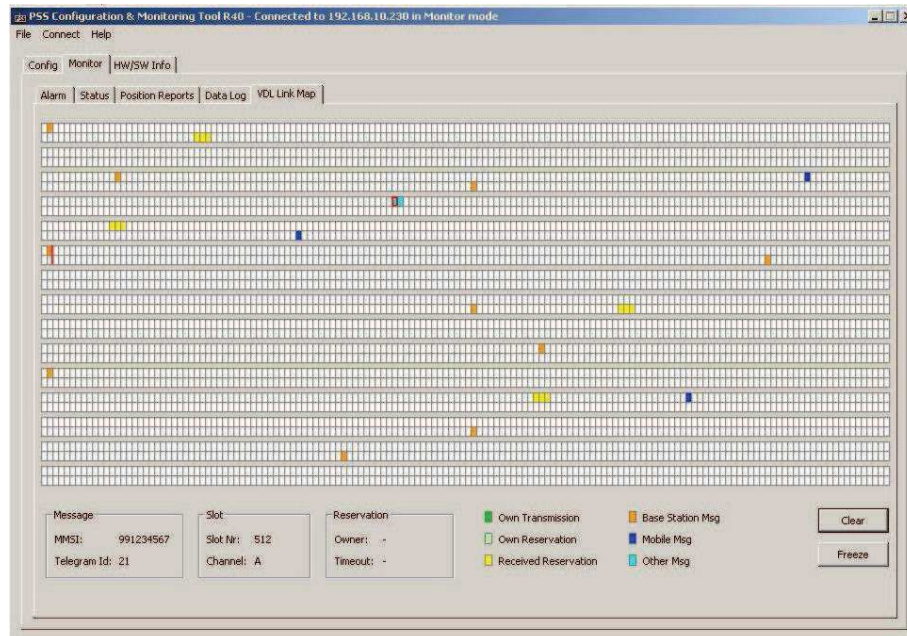 PSS Configuration & Monitoring Tool R40 - Connected to 192.168.10.230 in Monitor mode
File Connect Help
Config Monitor HW/SW Info
Alarm Status Position Reports Data Log VDL Link Map
Message
MMSI: 991234567
Telegram Id: 21
Slot
Slot Nr: 512
Channel: A
Reservation
Owner: -
Timeout: -
Own Transmission
Own Reservation
Received Reservation
Base Station Msg
Mobile Msg
Other Msg
Clear
Freeze